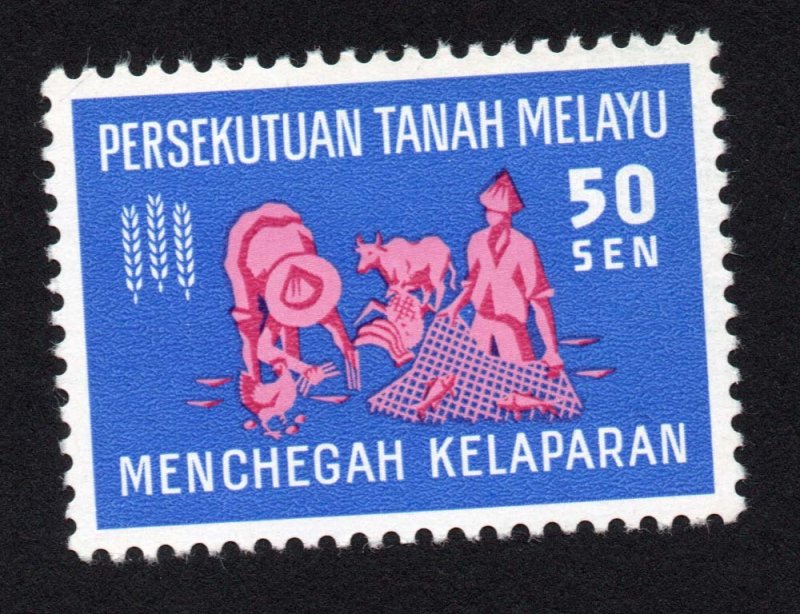 PERSEKUTUAN TANAH MELAYU
50
SEN
MENCHEGAH KELAPARAN